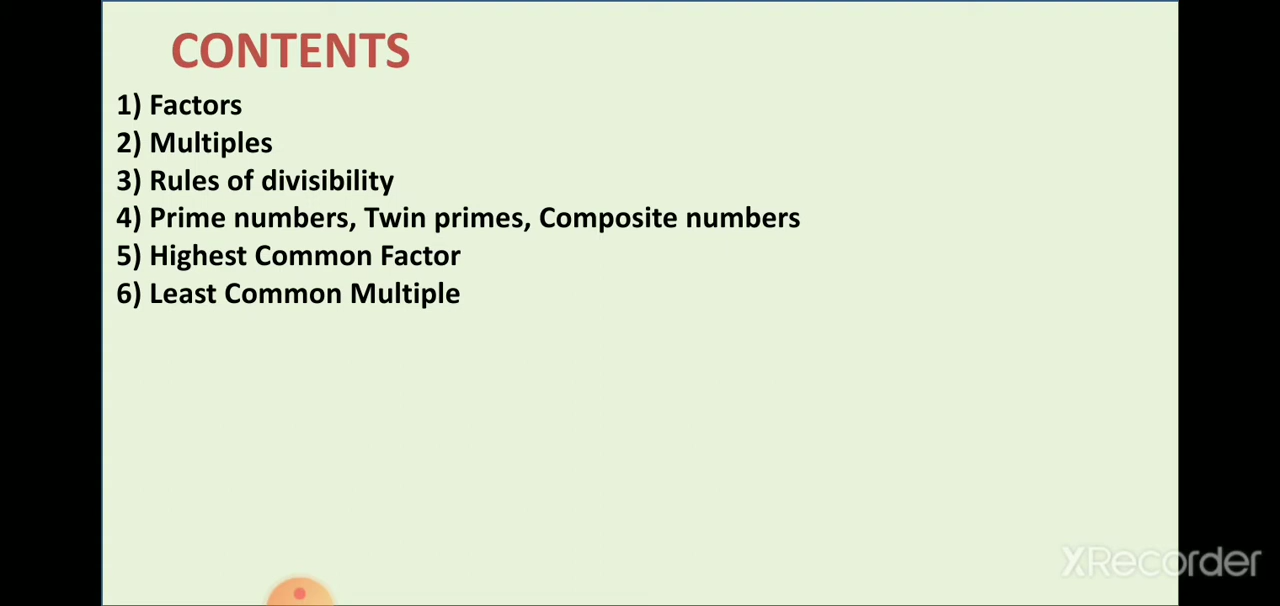 CONTENTS
1) Factors
2) Multiples
3) Rules of divisibility
4) Prime numbers, Twin primes, Composite numbers
5) Highest Common Factor
6) Least Common Multiple
XRecorder